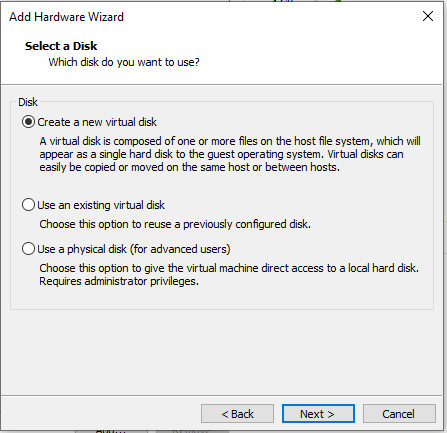 Add Hardware Wizard
Select a Disk
Which disk do you want to use?
Disk
Create a new virtual disk
A virtual disk is composed of one or more files on the host file system, which will
appear as a single hard disk to the guest operating system. Virtual disks can
easily be copied or moved on the same host or between hosts.
Use an existing virtual disk
Choose this option to reuse a previously configured disk.
Use a physical disk (for advanced users)
Choose this option to give the virtual machine direct access to a local hard disk.
Requires administrator privileges.
< Back
Next >
Cancel